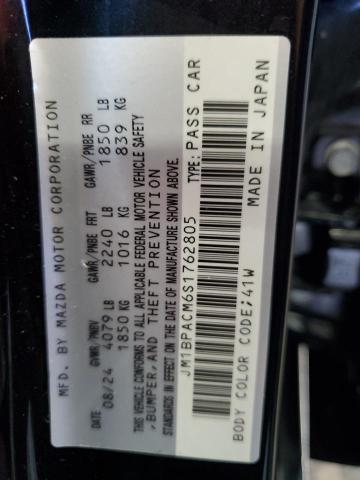 MFD. BY MAZDA MOTOR CORPORATION
DATE GVWR/PNBV GAWR/PNBE FRT GAWR/PNBE RR
08/24 4079 LB 2240 LB 1850 LB
1850 KG 1016 KG 839 KG
THIS VEHICLE CONFORMS TO ALL APPLICABLE FEDERAL MOTOR VEHICLE SAFETY
,BUMPER, AND THEFT PREVENTION
STANDARDS IN EFFECT ON THE DATE OF MANUFACTURE SHOWN ABOVE.
JM1BPACM6S1762805 TYPE: PASS CAR
BODY COLOR CODE:41W MADE IN JAPAN